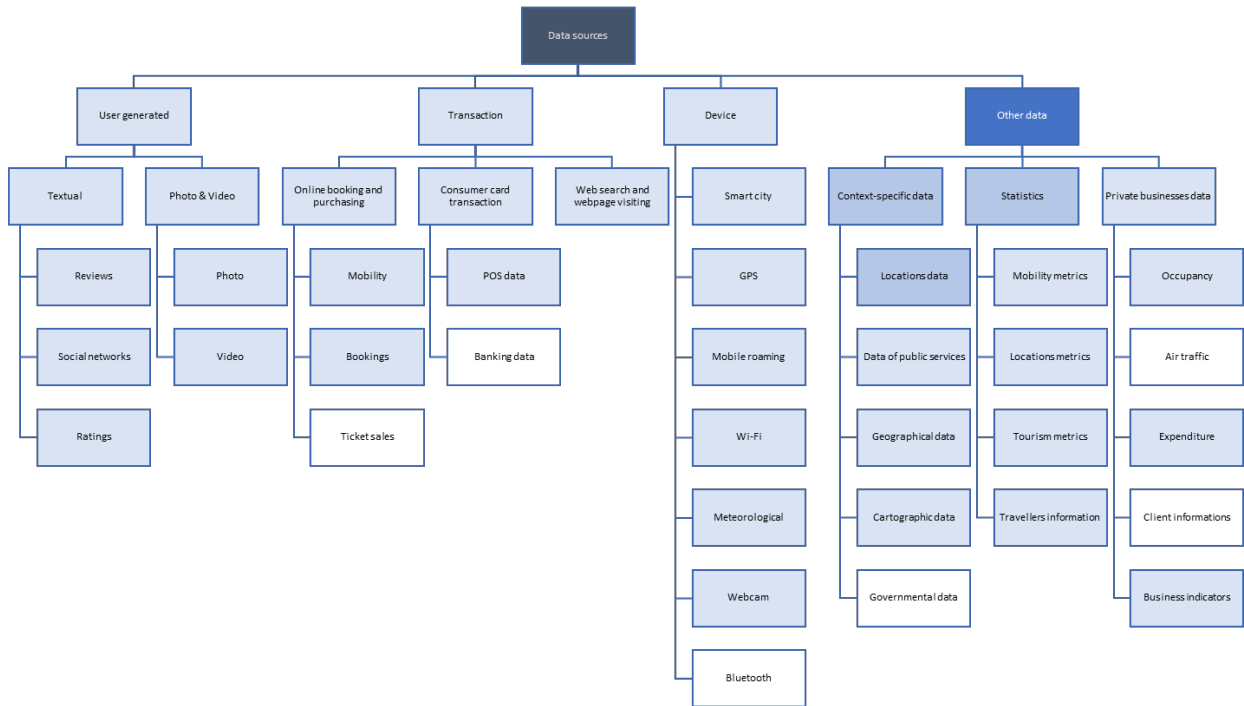 Data sources
User generated
Transaction
Device
Other data
Textual
Photo & Video
Online booking and
purchasing
Consumer card
transaction
Web search and
webpage visiting
Smart city
Context-specific data
Statistics
Private businesses data
Reviews
Photo
Mobility
POS data
GPS
Locations data
Mobility metrics
Occupancy
Social networks
Video
Bookings
Banking data
Mobile roaming
Data of public services
Locations metrics
Air traffic
Ratings
Ticket sales
Wi-Fi
Geographical data
Tourism metrics
Expenditure
Meteorological
Cartographic data
Travellers information
Client informations
Webcam
Governmental data
Business indicators
Bluetooth